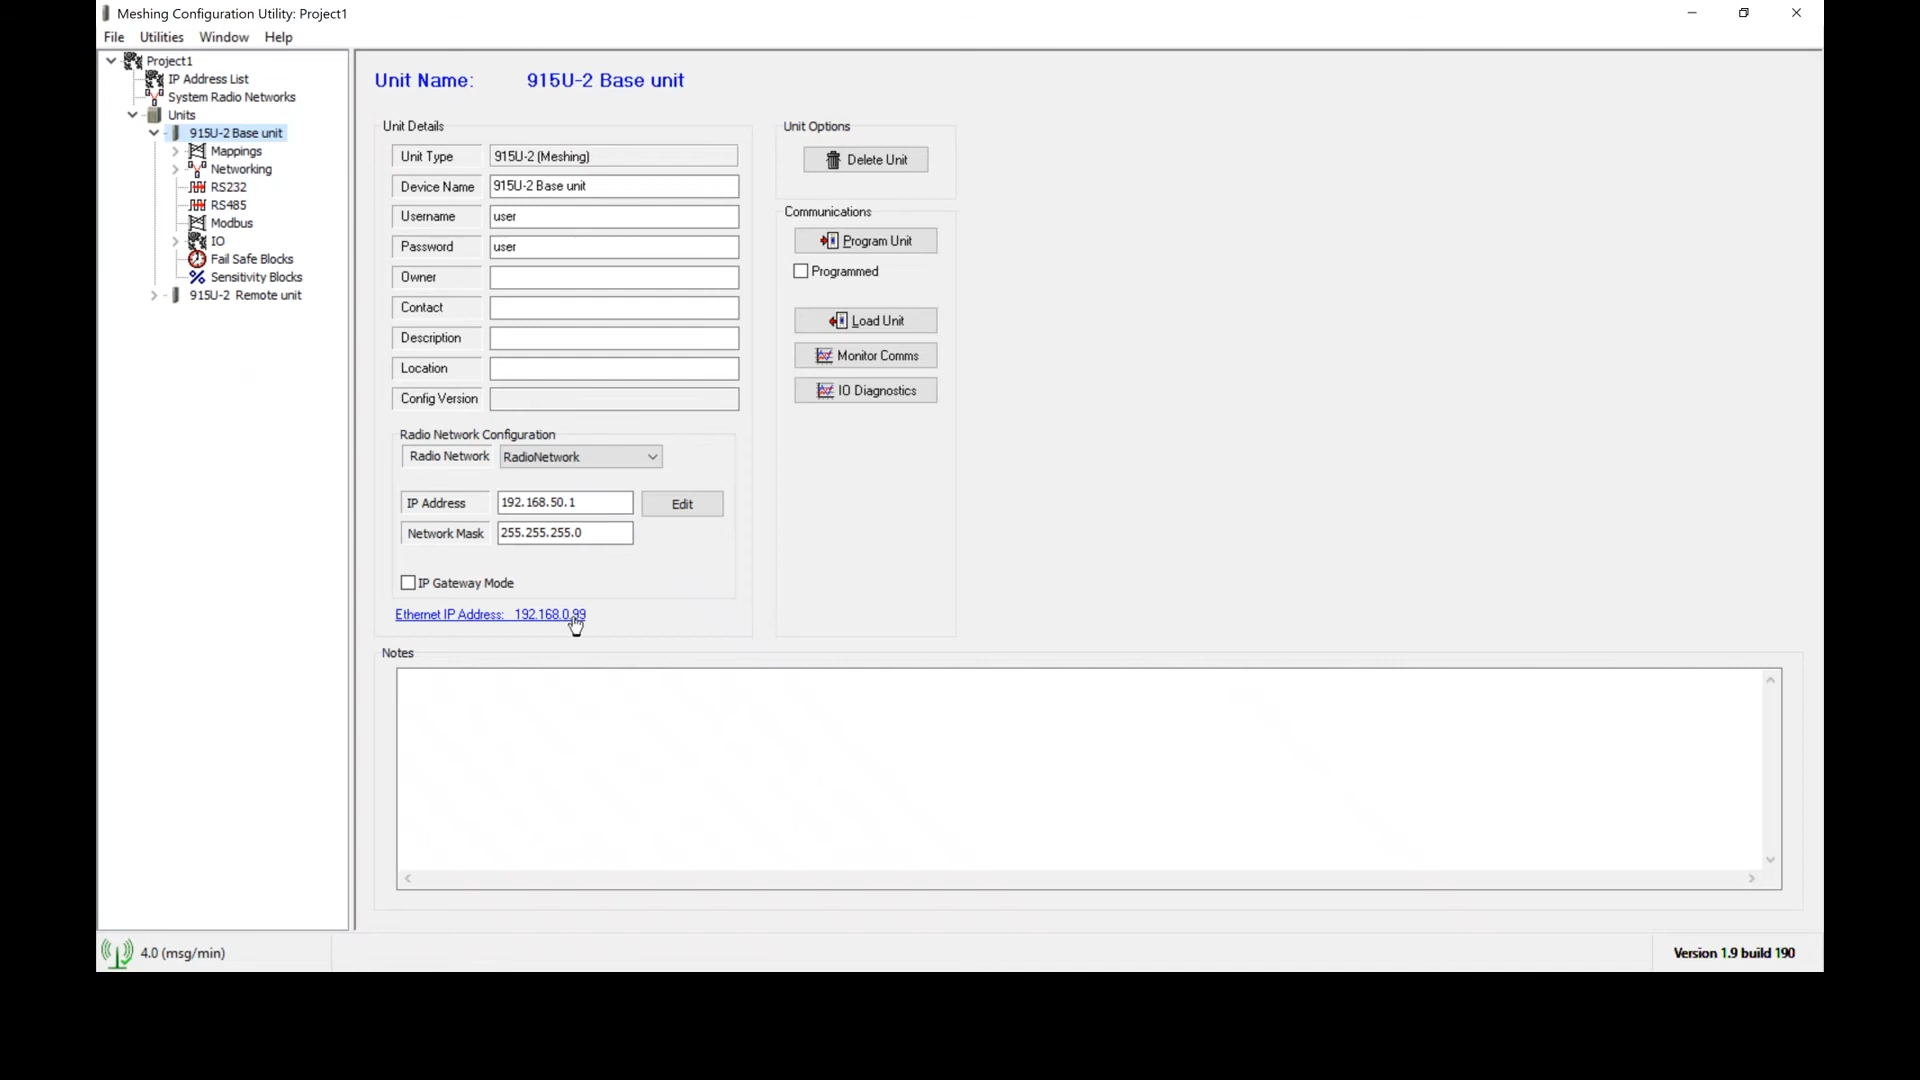 Meshing Configuration Utility: Project1
File Utilities Window Help
Project1
IP Address List
System Radio Networks
Units
915U-2 Base unit
Mappings
Networking
RS232
RS485
Modbus
IO
Fail Safe Blocks
Sensitivity Blocks
915U-2 Remote unit
Unit Name: 915U-2 Base unit
Unit Details
Unit Type 915U-2 (Meshing)
Device Name 915U-2 Base unit
Username user
Password user
Owner
Contact
Description
Location
Config Version
Radio Network Configuration
Radio Network RadioNetwork
IP Address 192.168.50.1 Edit
Network Mask 255.255.255.0
IP Gateway Mode
Ethernet IP Address: 192.168.0.99
Unit Options
Delete Unit
Communications
Program Unit
Programmed
Load Unit
Monitor Comms
IO Diagnostics
Notes
4.0 (msg/min)
Version 1.9 build 190